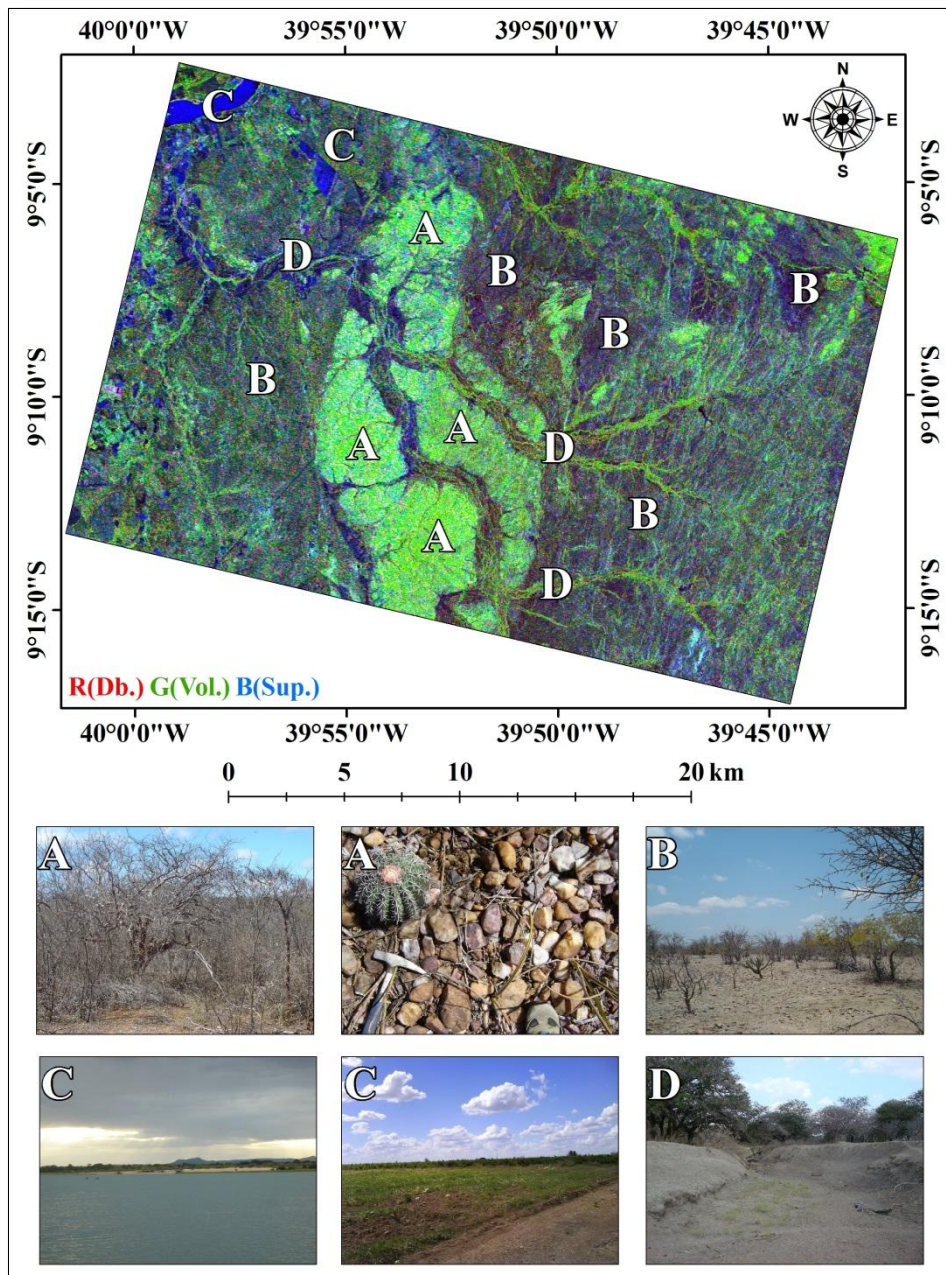 40°0'0"W 39°55'0"W 39°50'0"W 39°45'0"W
N
W E
S
C
C
9°5'0"S 9°5'0"S
A
D B B
B
B
9°10'0"S 9°10'0"S
A A D
B
A
D
9°15'0"S 9°15'0"S
R(Db.) G(Vol.) B(Sup.)
40°0'0"W 39°55'0"W 39°50'0"W 39°45'0"W
0 5 10 20 km
A A B
C C D